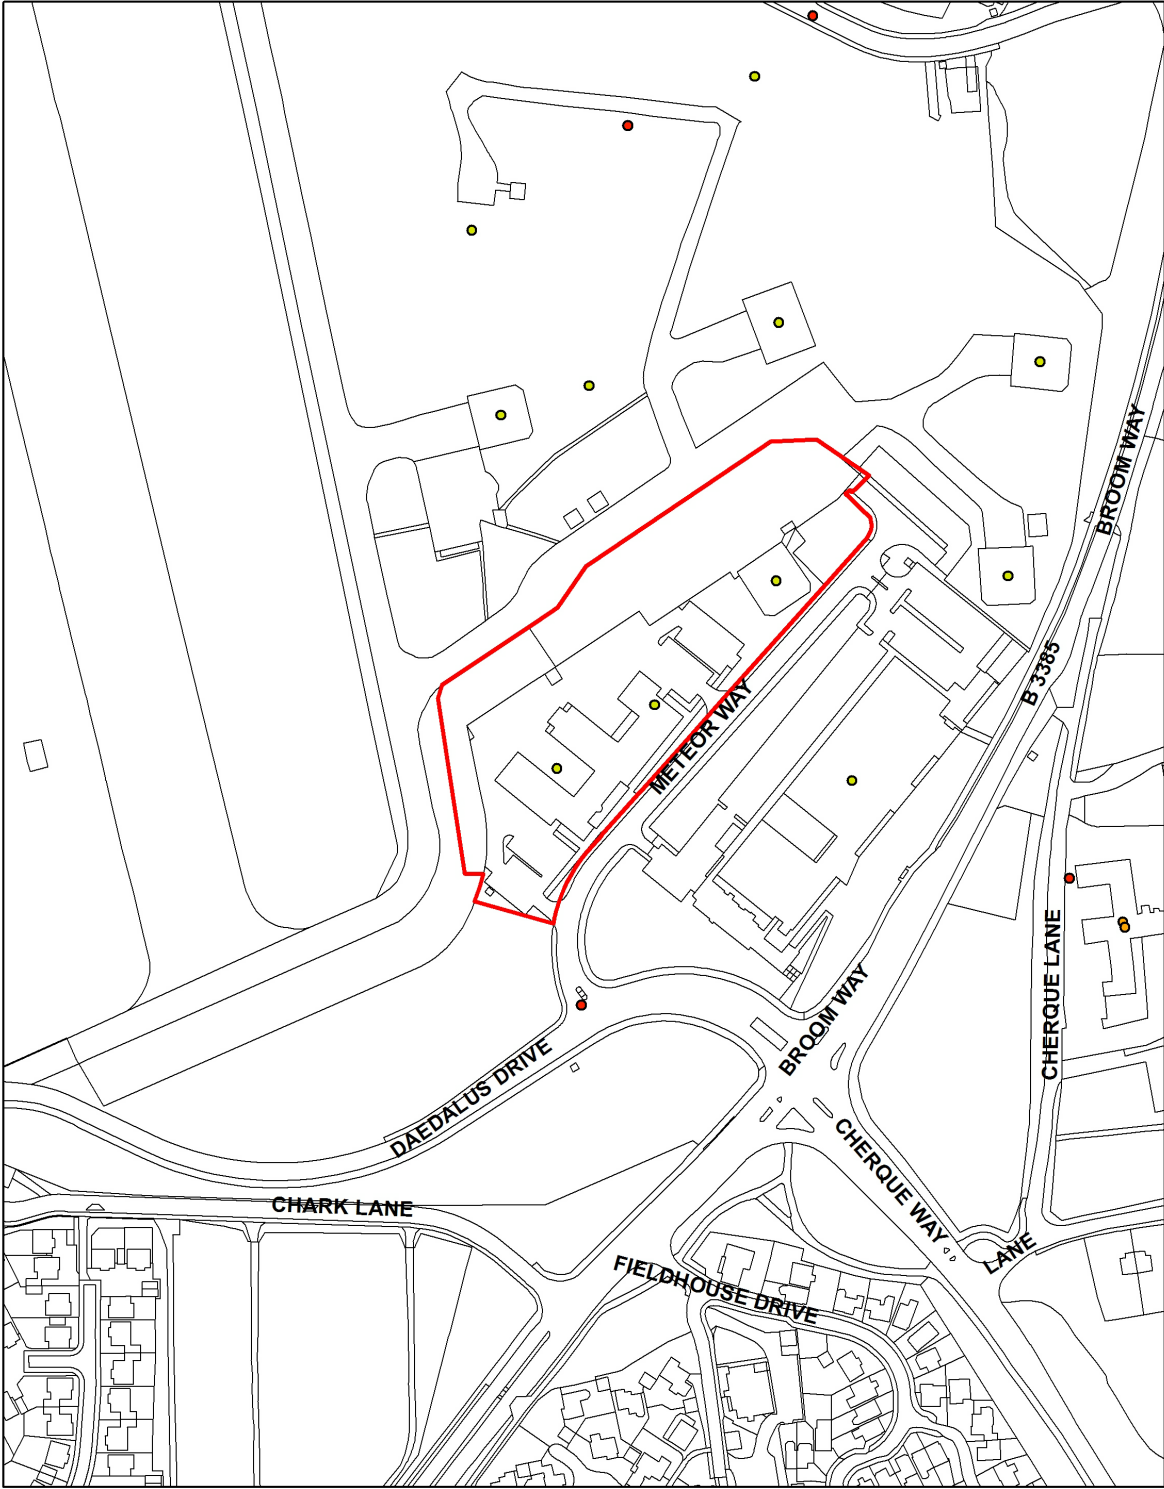 BROOM WAY
B 3385
METEOR WAY
CHERQUE LANE
BROOM WAY
DAEDALUS DRIVE
CHERQUE WAY
CHARK LANE
LANE
FIELDHOUSE DRIVE